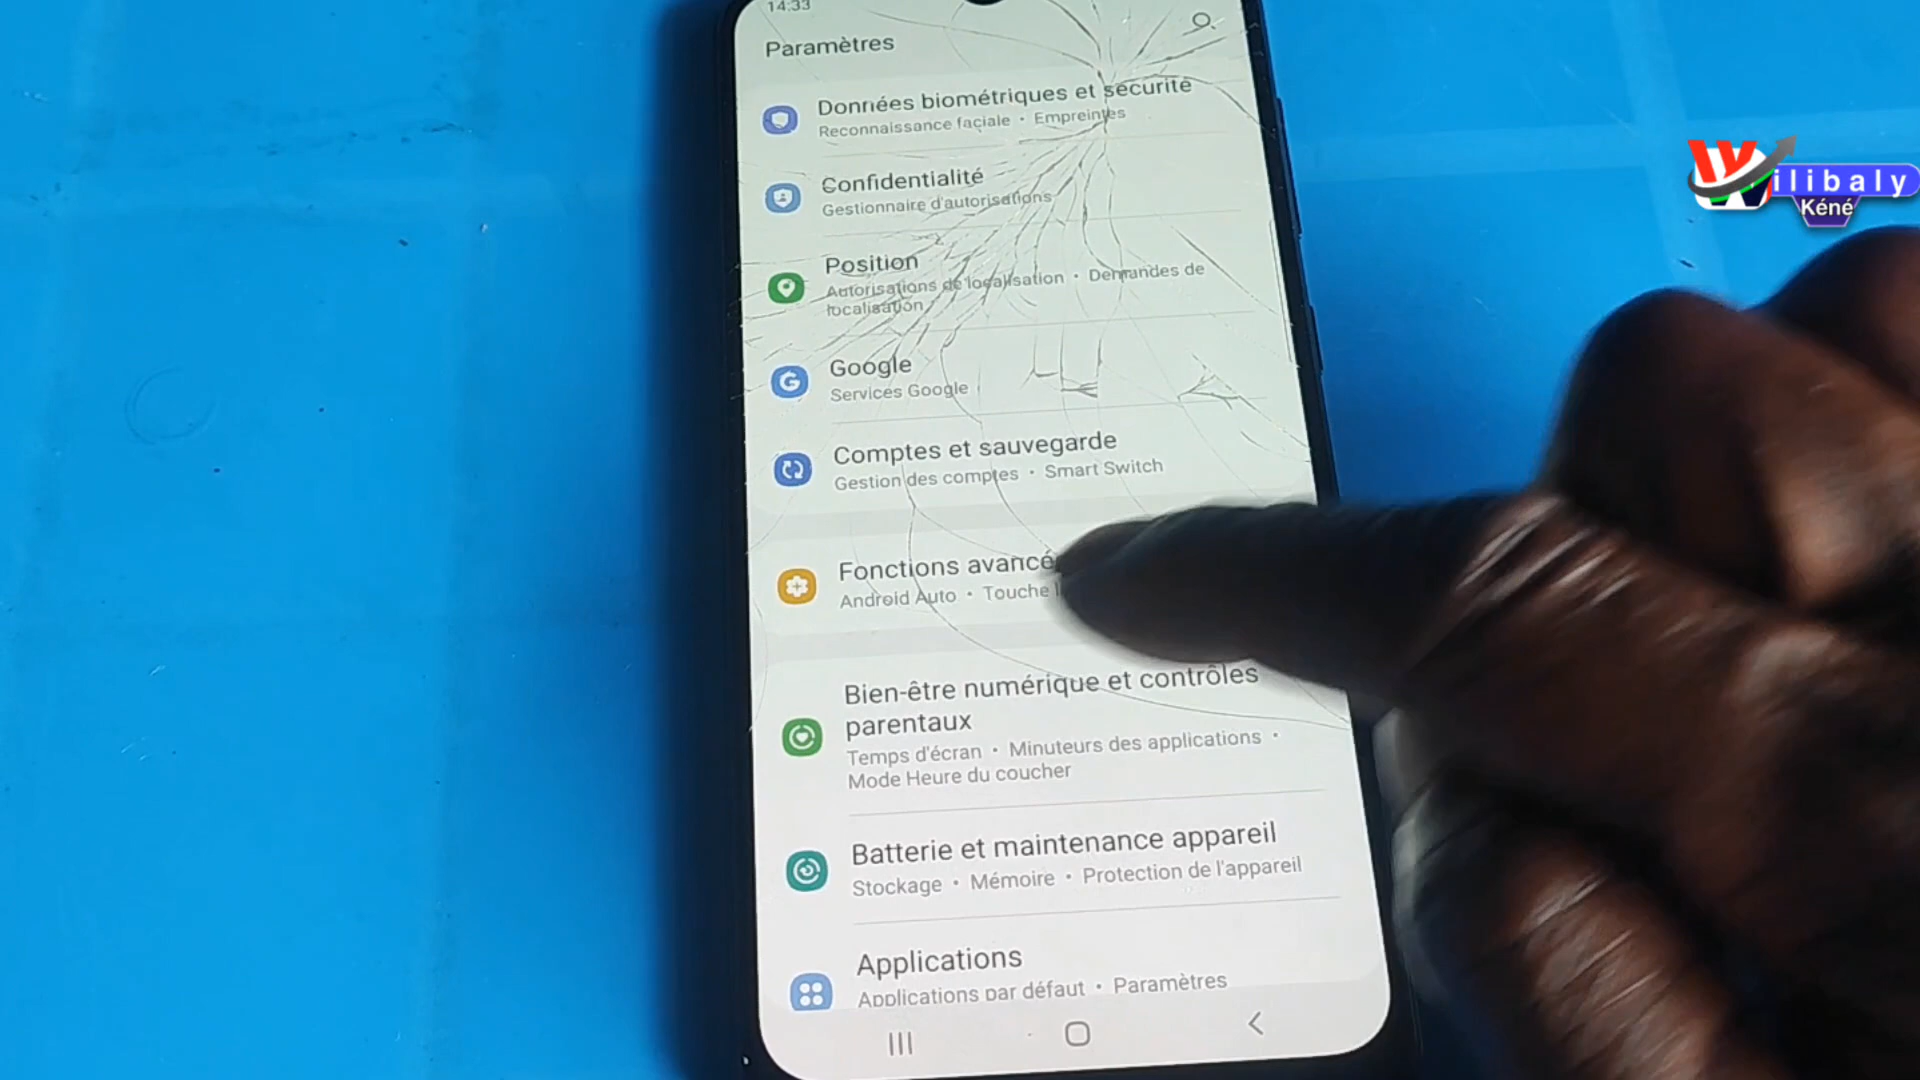 14:33
Paramètres
Données biométriques et sécurité
Reconnaissance faciale • Empreintes
Confidentialité
Gestionnaire d'autorisations
Position
Autorisations de localisation • Demandes de
localisation
Google
Services Google
Comptes et sauvegarde
Gestion des comptes • Smart Switch
Fonctions avancé
Android Auto • Touche
Bien-être numérique et contrôles
parentaux
Temps d'écran • Minuteurs des applications •
Mode Heure du coucher
Batterie et maintenance appareil
Stockage • Mémoire • Protection de l'appareil
Applications
Applications par défaut • Paramètres
Wilibaly
Kéné